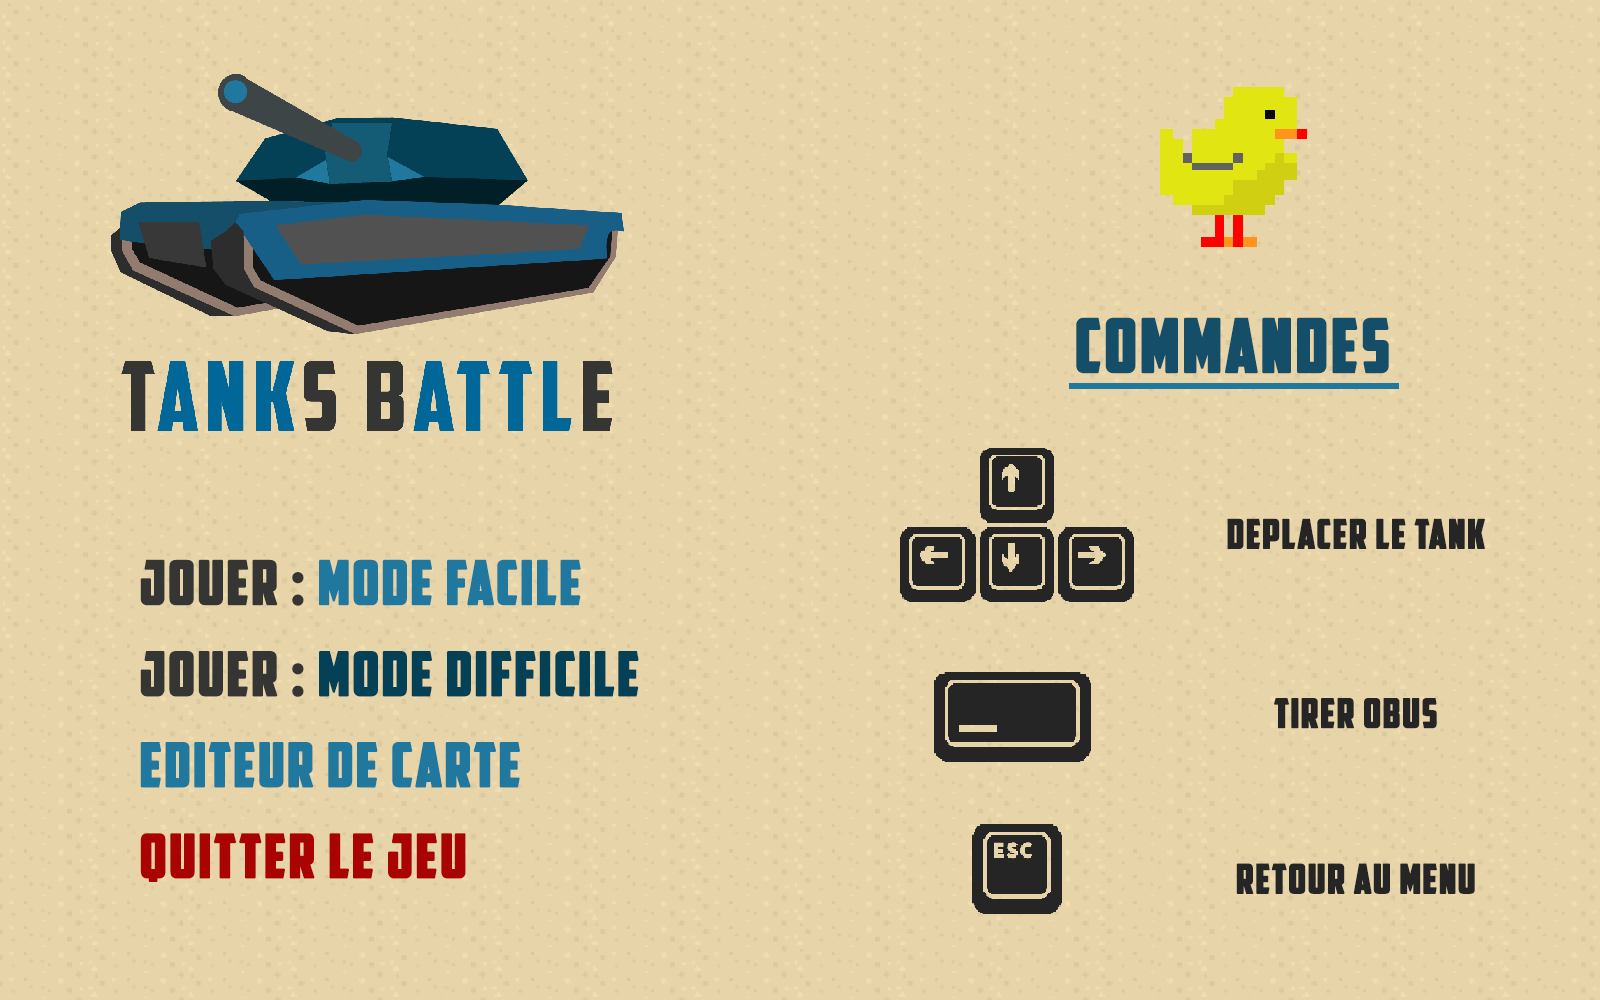 TANKS BATTLE
JOUER : MODE FACILE
JOUER : MODE DIFFICILE
EDITEUR DE CARTE
QUITTER LE JEU
COMMANDES
DEPLACER LE TANK
TIRER OBUS
ESC
RETOUR AU MENU